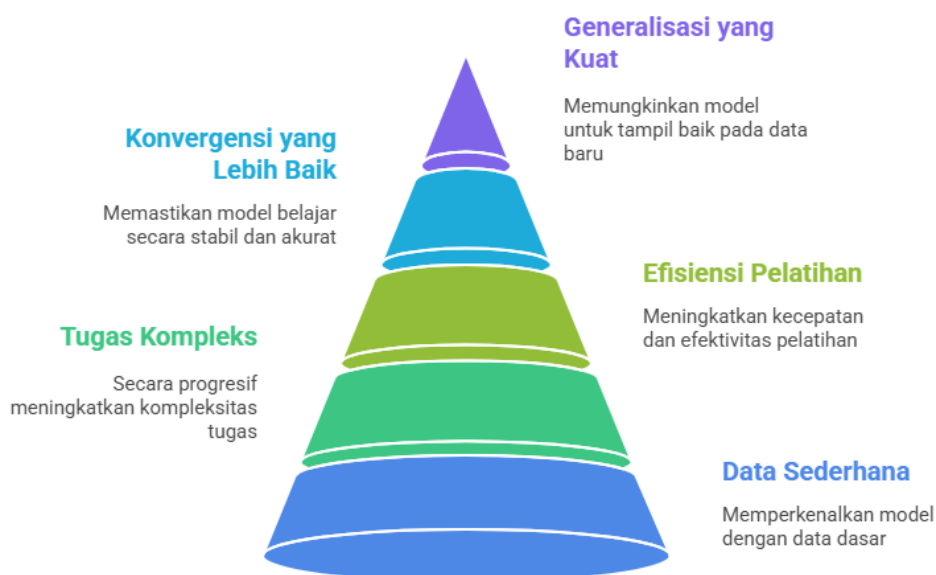 Generalisasi yang
Kuat
Memungkinkan model
untuk tampil baik pada data
baru
Konvergensi yang
Lebih Baik
Memastikan model belajar
secara stabil dan akurat
Efisiensi Pelatihan
Meningkatkan kecepatan
dan efektivitas pelatihan
Tugas Kompleks
Secara progresif
meningkatkan kompleksitas
tugas
Data Sederhana
Memperkenalkan model
dengan data dasar